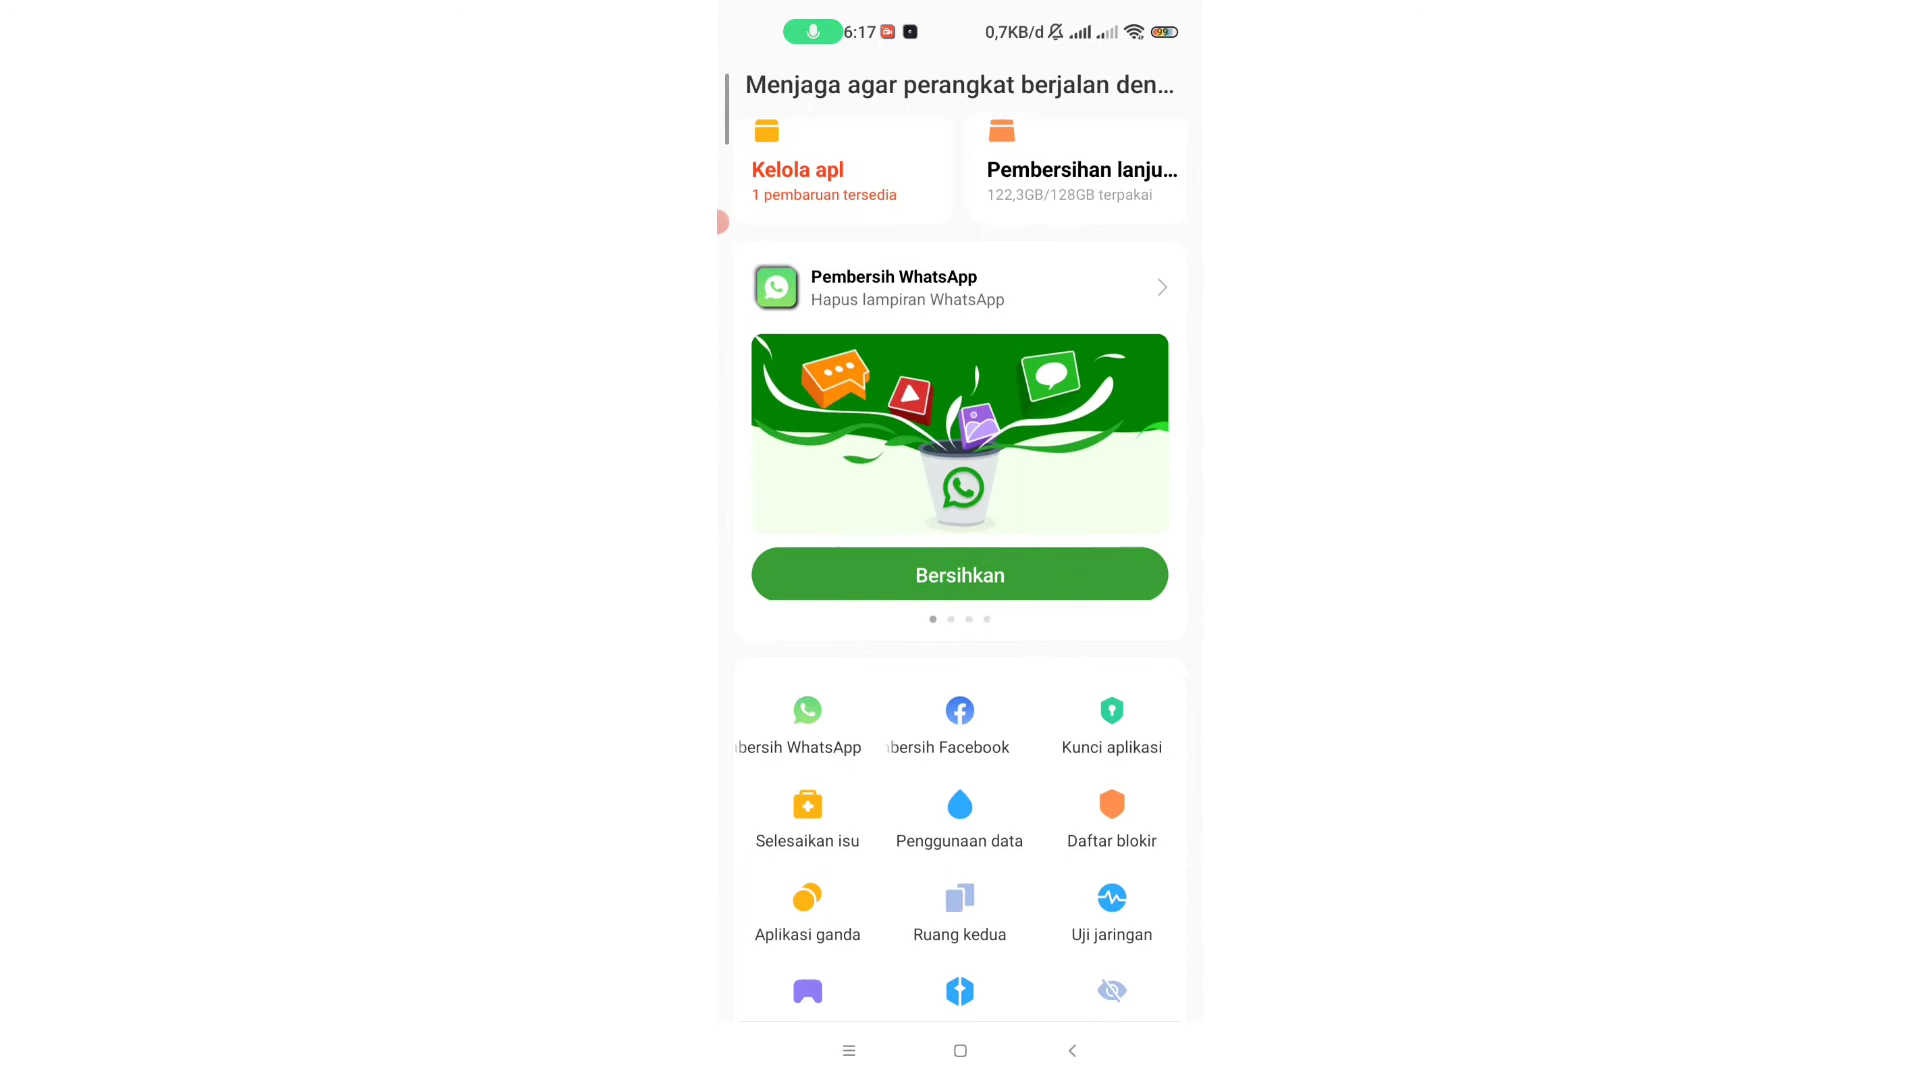 6:17 0,7KB/d 99
Menjaga agar perangkat berjalan den...
Kelola apl
1 pembaruan tersedia
Pembersihan lanju...
122,3GB/128GB terpakai
Pembersih WhatsApp
Hapus lampiran WhatsApp
Bersihkan
bersih WhatsApp
bersih Facebook
Kunci aplikasi
Selesaikan isu
Penggunaan data
Daftar blokir
Aplikasi ganda
Ruang kedua
Uji jaringan